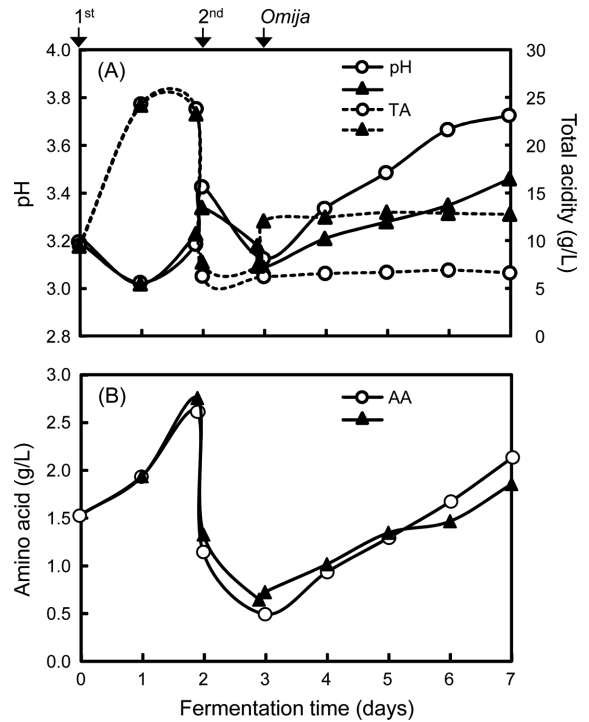 1st 2nd Omija
(A)
pH
TA
4.0
3.8
3.6
3.4
3.2
3.0
2.8
pH
30
25
20
15
10
5
0
Total acidity (g/L)
(B)
AA
3.0
2.5
2.0
1.5
1.0
0.5
0.0
Amino acid (g/L)
0 1 2 3 4 5 6 7
Fermentation time (days)